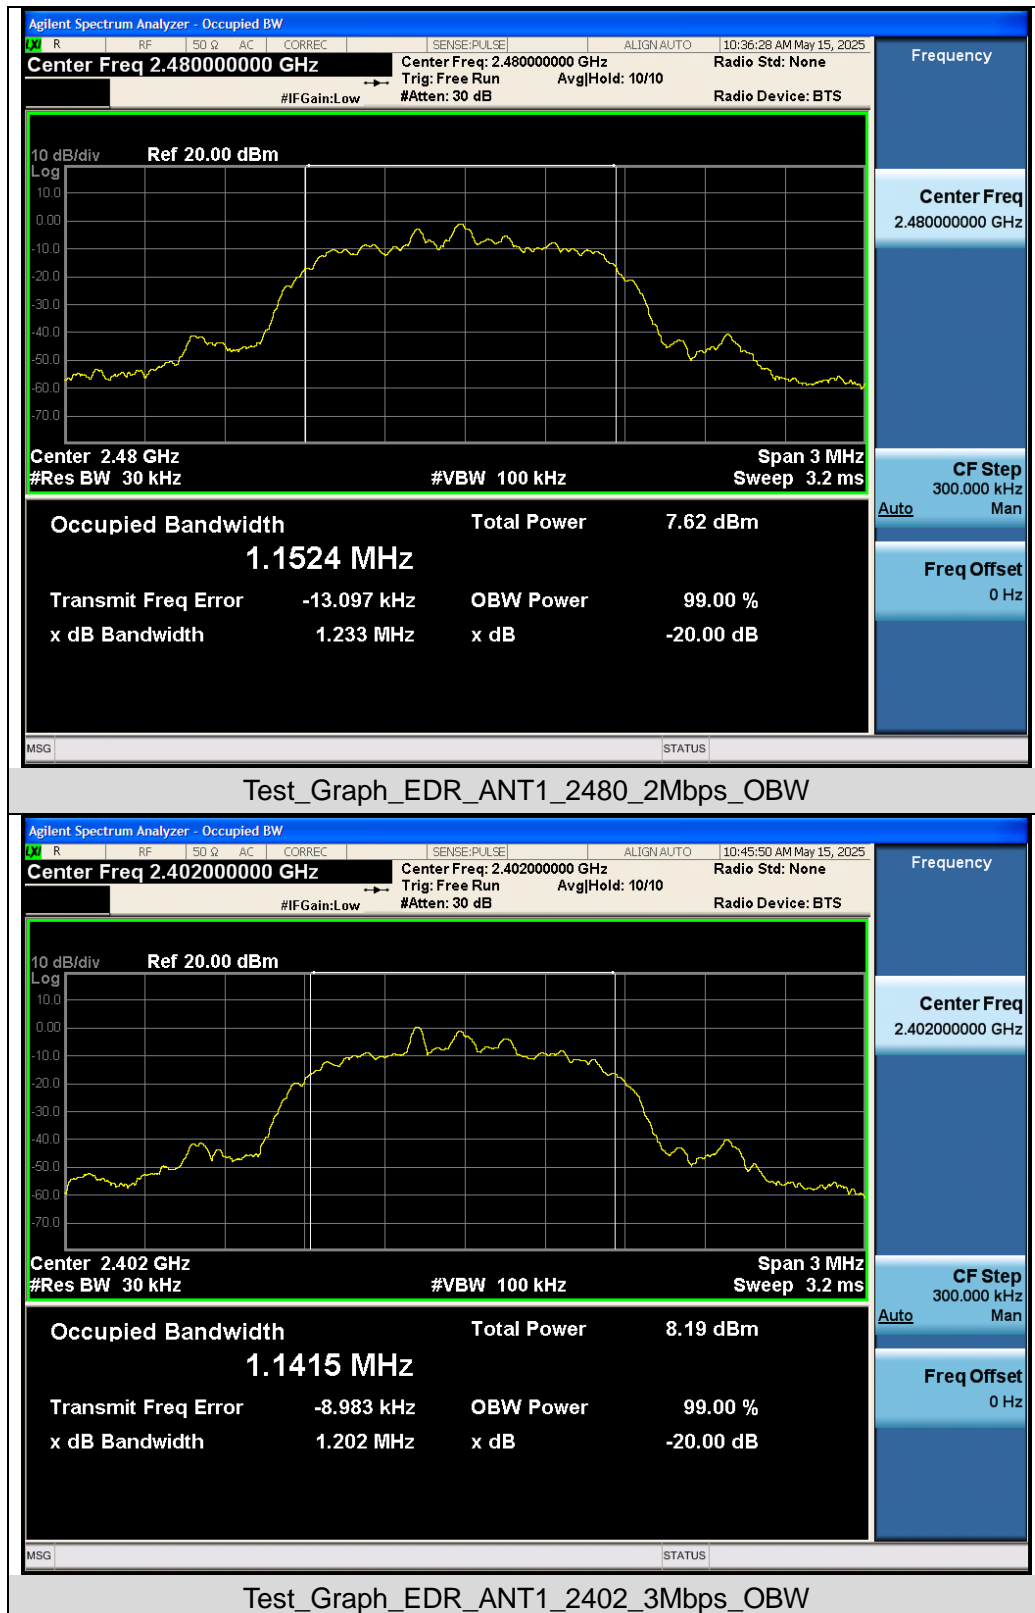 Agilent Spectrum Analyzer - Occupied BW
LXI R RF 50 Ω AC CORREC SENSE:PULSE ALIGN AUTO 10:36:28 AM May 15, 2025
Center Freq 2.480000000 GHz Center Freq: 2.480000000 GHz Radio Std: None
Trig: Free Run Avg|Hold: 10/10
#IFGain:Low #Atten: 30 dB Radio Device: BTS
Frequency
10 dB/div Ref 20.00 dBm
Log
10.0
0.00
-10.0
-20.0
-30.0
-40.0
-50.0
-60.0
-70.0
Center 2.48 GHz Span 3 MHz
#Res BW 30 kHz #VBW 100 kHz Sweep 3.2 ms
Center Freq
2.480000000 GHz
CF Step
300.000 kHz
Auto Man
Freq Offset
0 Hz
Occupied Bandwidth Total Power 7.62 dBm
1.1524 MHz
Transmit Freq Error -13.097 kHz OBW Power 99.00 %
x dB Bandwidth 1.233 MHz x dB -20.00 dB
MSG STATUS
Test_Graph_EDR_ANT1_2480_2Mbps_OBW
Agilent Spectrum Analyzer - Occupied BW
LXI R RF 50 Ω AC CORREC SENSE:PULSE ALIGN AUTO 10:45:50 AM May 15, 2025
Center Freq 2.402000000 GHz Center Freq: 2.402000000 GHz Radio Std: None
Trig: Free Run Avg|Hold: 10/10
#IFGain:Low #Atten: 30 dB Radio Device: BTS
Frequency
10 dB/div Ref 20.00 dBm
Log
10.0
0.00
-10.0
-20.0
-30.0
-40.0
-50.0
-60.0
-70.0
Center 2.402 GHz Span 3 MHz
#Res BW 30 kHz #VBW 100 kHz Sweep 3.2 ms
Center Freq
2.402000000 GHz
CF Step
300.000 kHz
Auto Man
Freq Offset
0 Hz
Occupied Bandwidth Total Power 8.19 dBm
1.1415 MHz
Transmit Freq Error -8.983 kHz OBW Power 99.00 %
x dB Bandwidth 1.202 MHz x dB -20.00 dB
MSG STATUS
Test_Graph_EDR_ANT1_2402_3Mbps_OBW